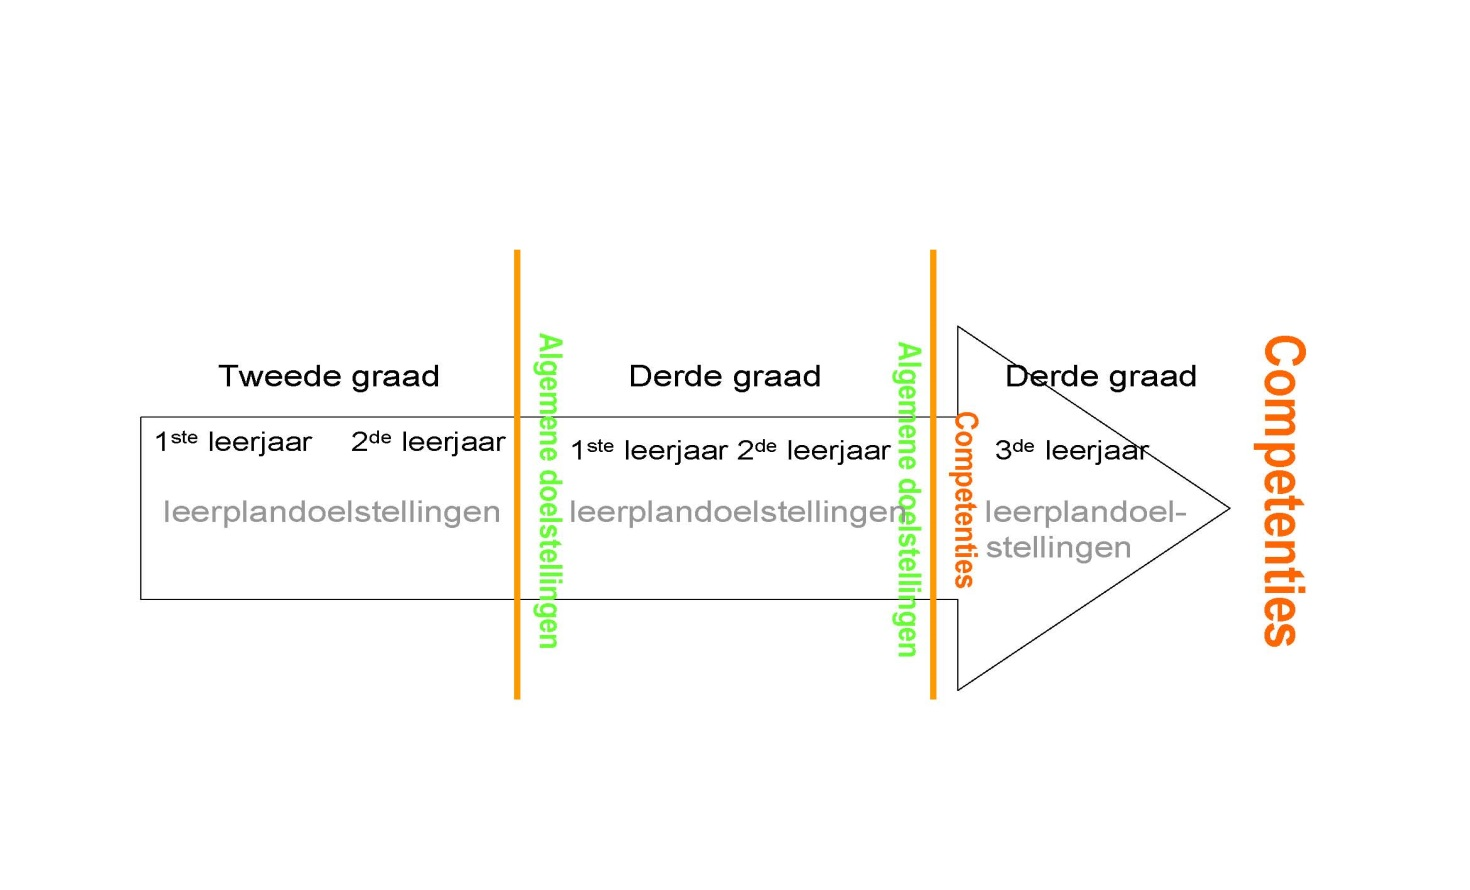 Tweede graad
1ste leerjaar 2de leerjaar
leerplandoelstellingen
Algemene doelstellingen
Derde graad
1ste leerjaar 2de leerjaar
leerplandoelstellingen
Algemene doelstellingen
Competenties
Derde graad
3de leerjaar
leerplandoel-
stellingen
Competenties